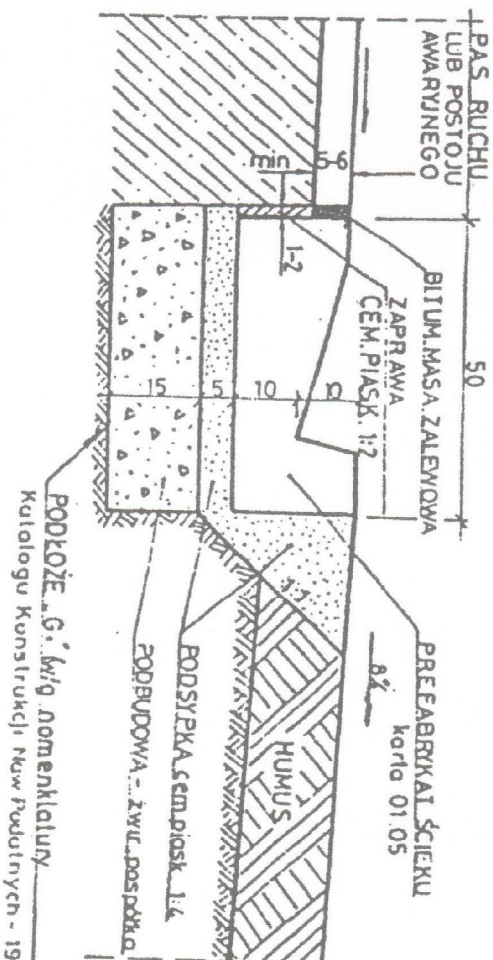 PAS RUCHU
LUB POSTOJU
AWARYJNEGO
50
BITUM. MASA. ZALEWOWA
ZAPRAWA
CEM. PIASK. 1:2
PREFABRYKAT ŚCIEKU
karta 01.05
8%
min 5-6
1-2
15 5 10 10
1:1
HUMUS
PODSYPKA cem. piask. 1:4
PODBUDOWA - żwir. pospółka
PODŁOŻE „G." w/g nomenklatury
Katalogu Konstrukcji Naw Podatnych - 19